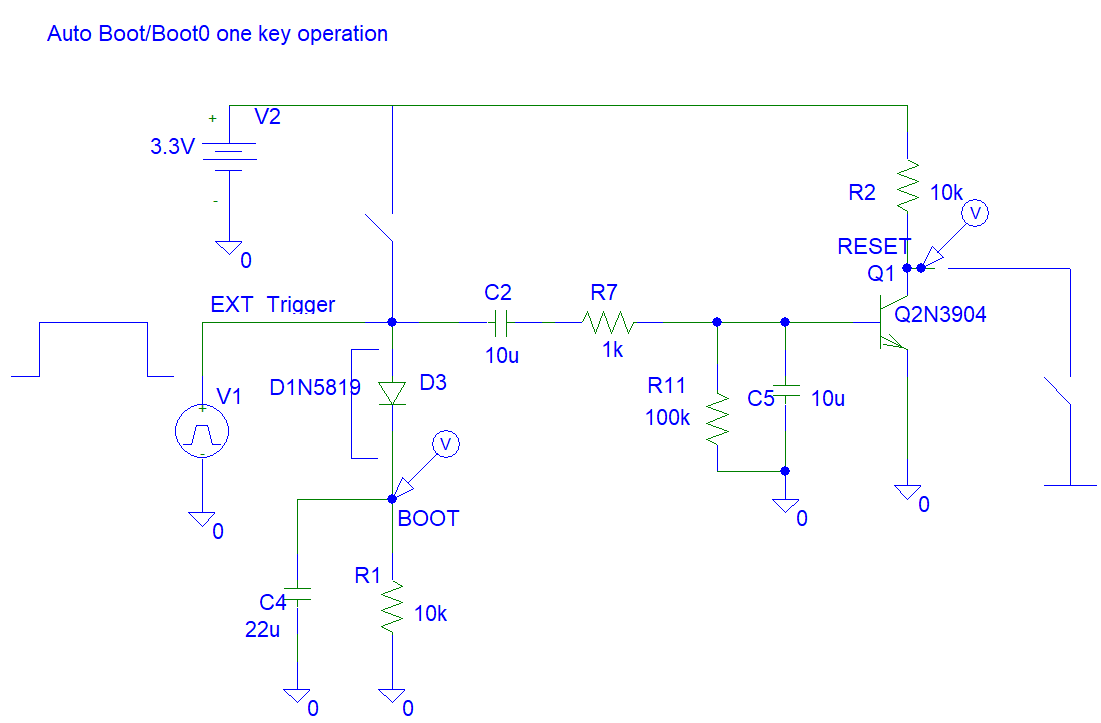 Auto Boot/Boot0 one key operation
+
V2
3.3V
-
0
R2
10k
V
RESET
Q1
Q2N3904
EXT Trigger
C2
R7
10u
1k
D1N5819
D3
V1
+
-
0
R11
100k
C5
10u
0
0
V
BOOT
R1
10k
C4
22u
0
0